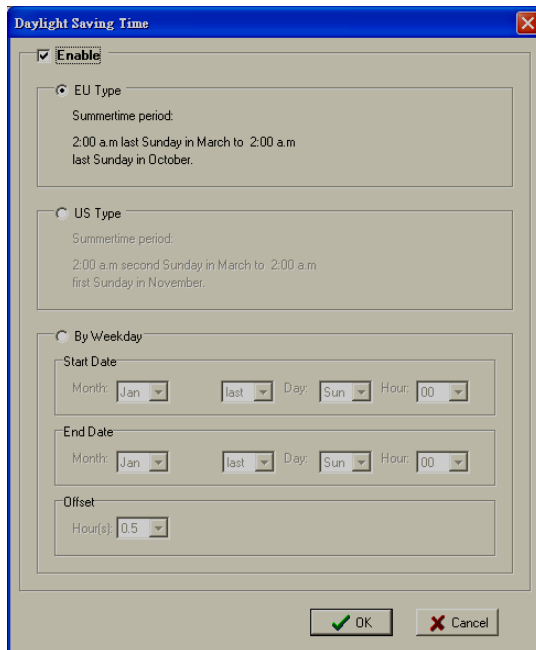 Daylight Saving Time
Enable
EU Type
Summertime period:
2:00 a.m last Sunday in March to 2:00 a.m
last Sunday in October.
US Type
Summertime period:
2:00 a.m second Sunday in March to 2:00 a.m
first Sunday in November.
By Weekday
Start Date
Month: Jan last Day: Sun Hour: 00
End Date
Month: Jan last Day: Sun Hour: 00
Offset
Hour(s): 0.5
OK Cancel